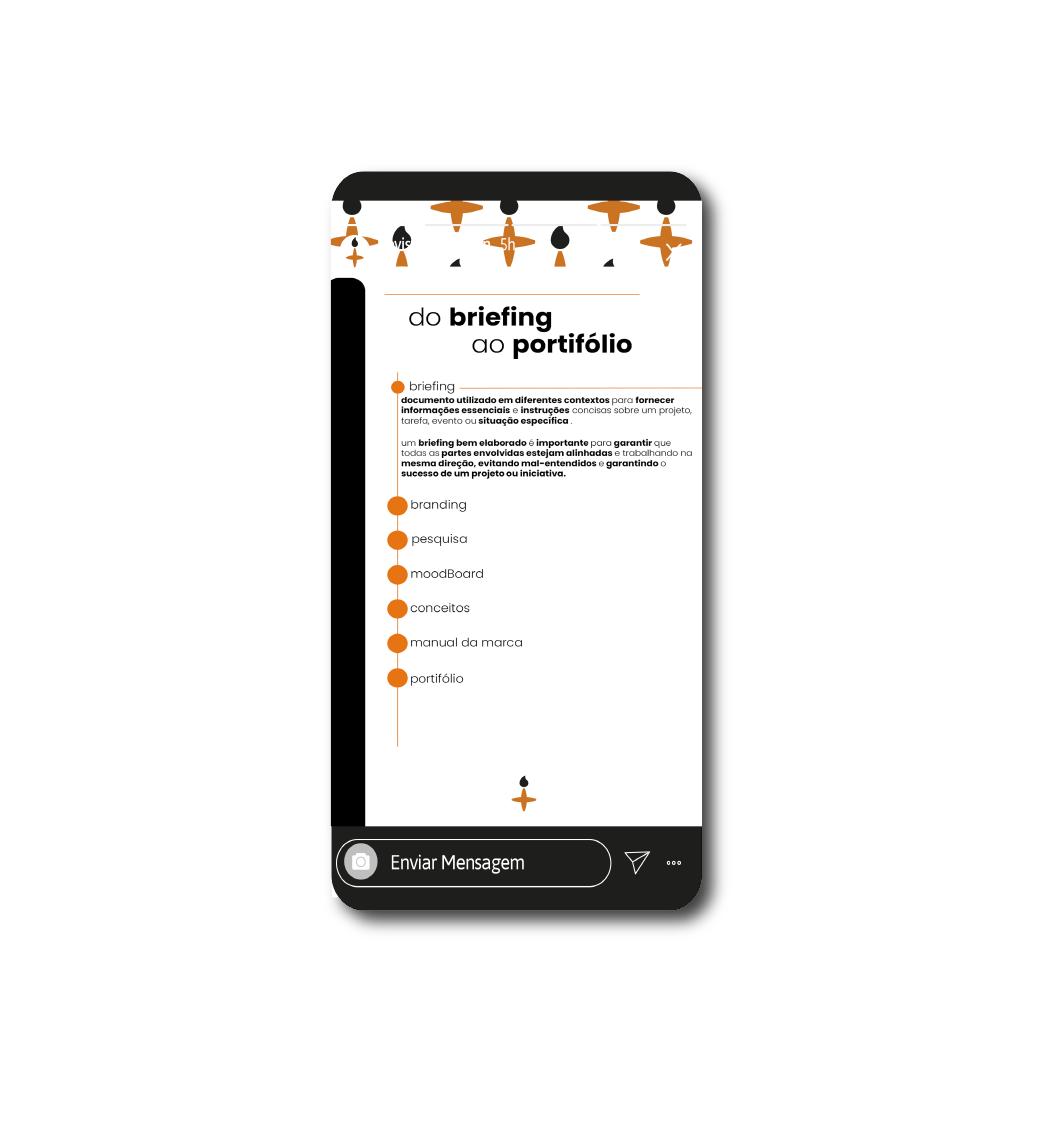 5h
do briefing
ao portifólio
briefing
documento utilizado em diferentes contextos para fornecer
informações essenciais e instruções concisas sobre um projeto,
tarefa, evento ou situação específica .
um briefing bem elaborado é importante para garantir que
todas as partes envolvidas estejam alinhadas e trabalhando na
mesma direção, evitando mal-entendidos e garantindo o
sucesso de um projeto ou iniciativa.
branding
pesquisa
moodBoard
conceitos
manual da marca
portifólio
Enviar Mensagem